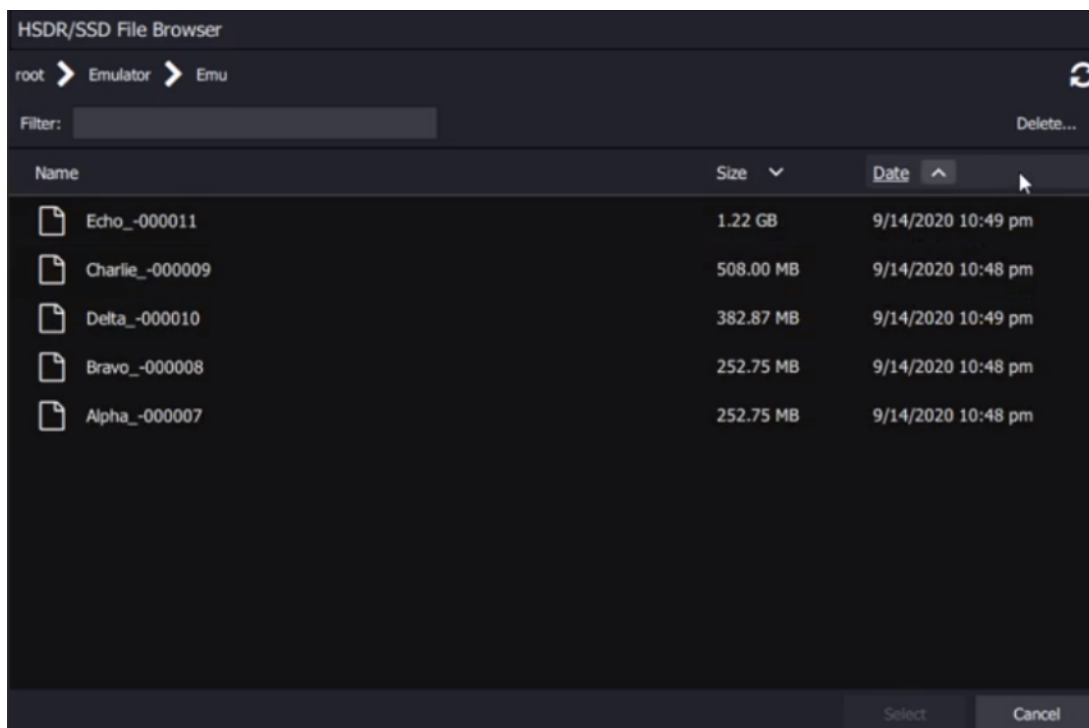 HSDR/SSD File Browser
root Emulator Emu
Filter: Delete...
Name Size Date
Echo_-000011 1.22 GB 9/14/2020 10:49 pm
Charlie_-000009 508.00 MB 9/14/2020 10:48 pm
Delta_-000010 382.87 MB 9/14/2020 10:49 pm
Bravo_-000008 252.75 MB 9/14/2020 10:48 pm
Alpha_-000007 252.75 MB 9/14/2020 10:48 pm
Select Cancel